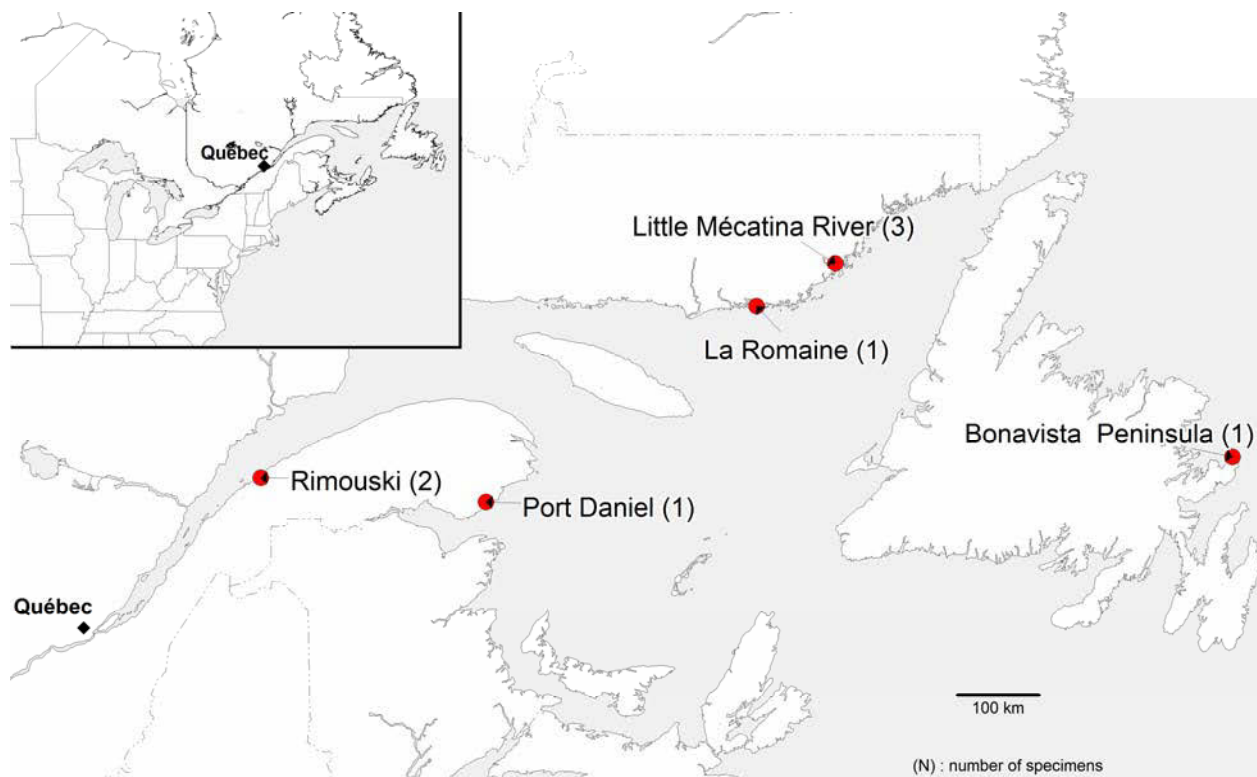 Québec
Little Mécatina River (3)
La Romaine (1)
Bonavista Peninsula (1)
Rimouski (2)
Port Daniel (1)
Québec
100 km
(N) : number of specimens